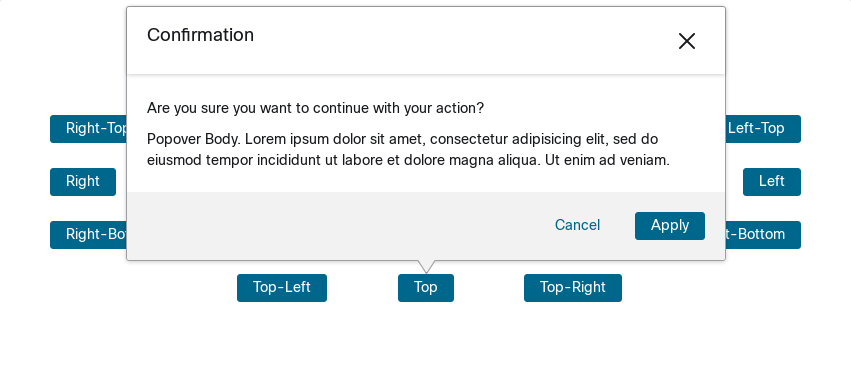 Confirmation
Are you sure you want to continue with your action?
Popover Body. Lorem ipsum dolor sit amet, consectetur adipisicing elit, sed do
eiusmod tempor incididunt ut labore et dolore magna aliqua. Ut enim ad veniam.
Right-Top
Left-Top
Right
Left
Right-Bot
t-Bottom
Cancel
Apply
Top-Left
Top
Top-Right